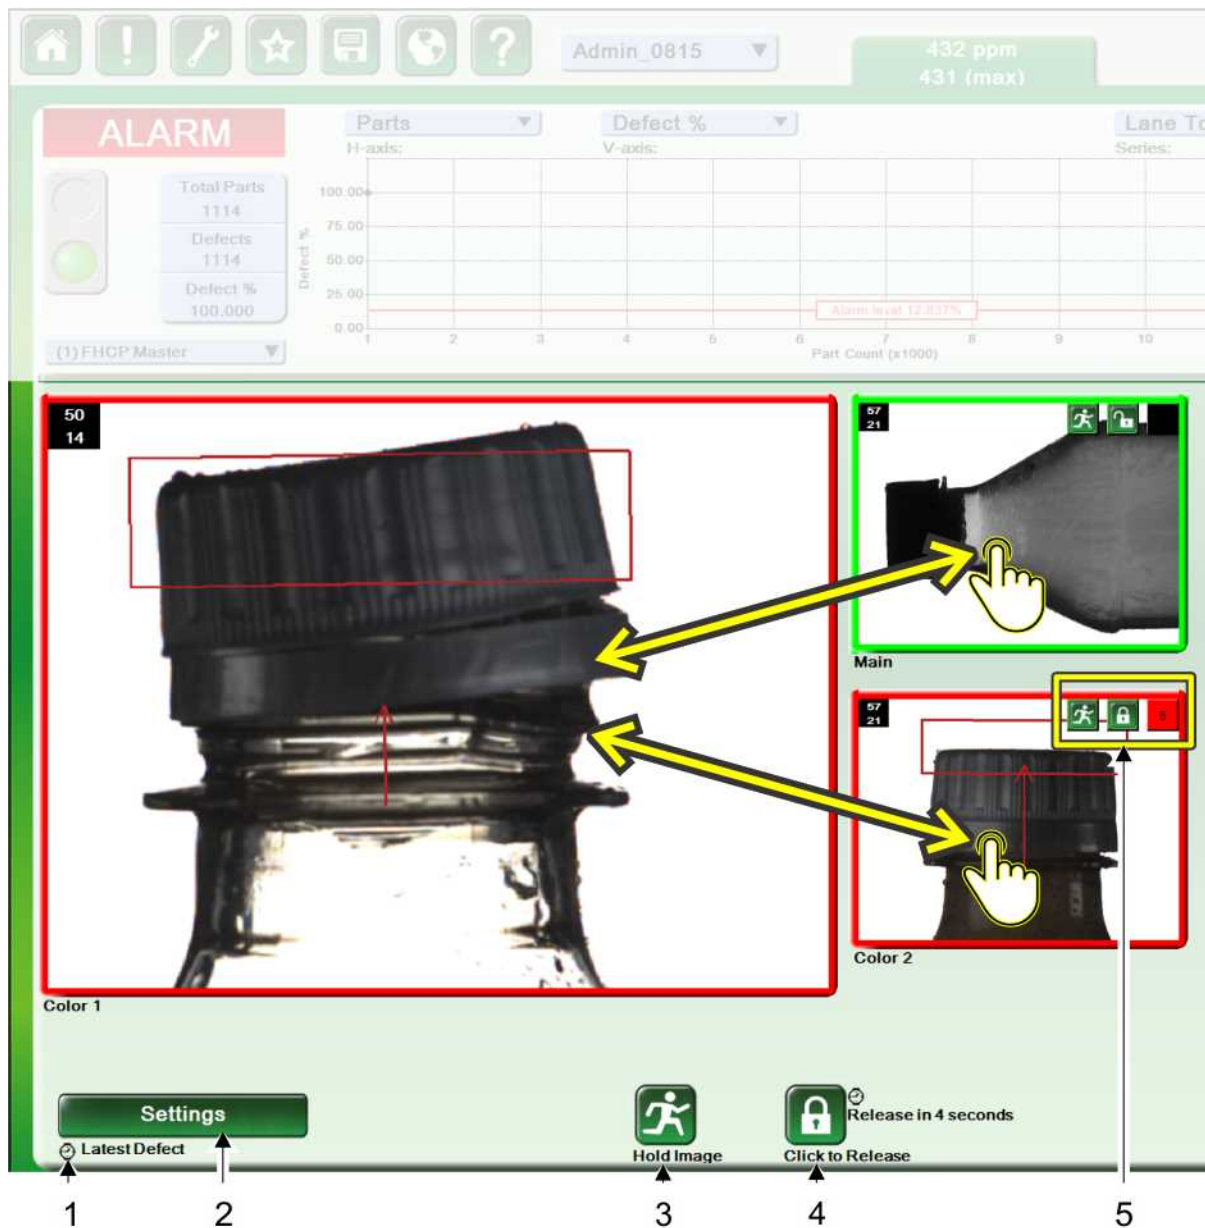 Admin_0815
432 ppm
431 (max)
ALARM
Parts
Defect %
Lane To
H-axis:
V-axis:
Series:
Total Parts
1114
Defects
1114
Defect %
100.000
(1) FHCP Master
Defect %
100.00
75.00
50.00
25.00
0.00
Alarm level 12.837%
1 2 3 4 5 6 7 8 9 10
Part Count (x1000)
50
14
Color 1
57
21
Main
57
21
6
Color 2
Settings
Latest Defect
Hold Image
Release in 4 seconds
Click to Release
1 2 3 4 5